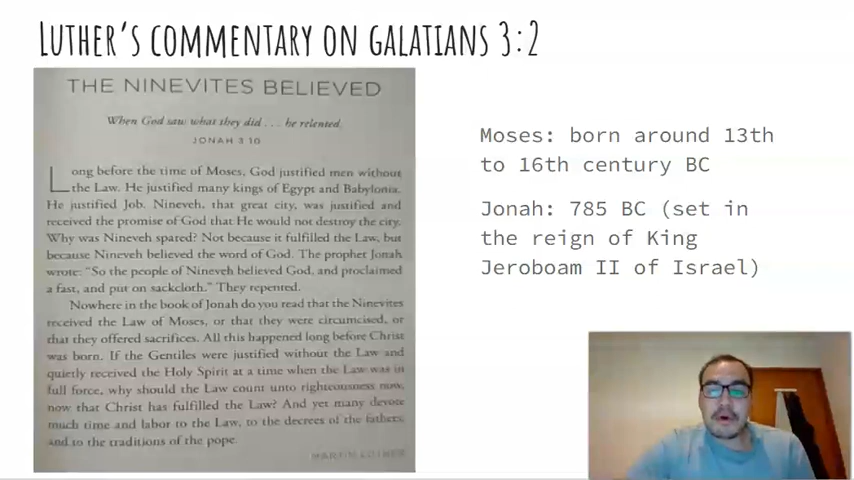 Luther's commentary on Galatians 3:2
THE NINEVITES BELIEVED
When God saw what they did . . . he relented.
JONAH 3 10
Long before the time of Moses, God justified men without
the Law. He justified many kings of Egypt and Babylonia.
He justified Job. Nineveh, that great city, was justified and
received the promise of God that He would not destroy the city.
Why was Nineveh spared? Not because it fulfilled the Law, but
because Nineveh believed the word of God. The prophet Jonah
wrote: "So the people of Nineveh believed God, and proclaimed
a fast, and put on sackcloth." They repented.
Nowhere in the book of Jonah do you read that the Ninevites
received the Law of Moses, or that they were circumcised, or
that they offered sacrifices. All this happened long before Christ
was born. If the Gentiles were justified without the Law and
quietly received the Holy Spirit at a time when the Law was in
full force, why should the Law count unto righteousness now,
now that Christ has fulfilled the Law? And yet many devote
much time and labor to the Law, to the decrees of the fathers,
and to the traditions of the pope.
MARTIN LUTHER
Moses: born around 13th
to 16th century BC
Jonah: 785 BC (set in
the reign of King
Jeroboam II of Israel)